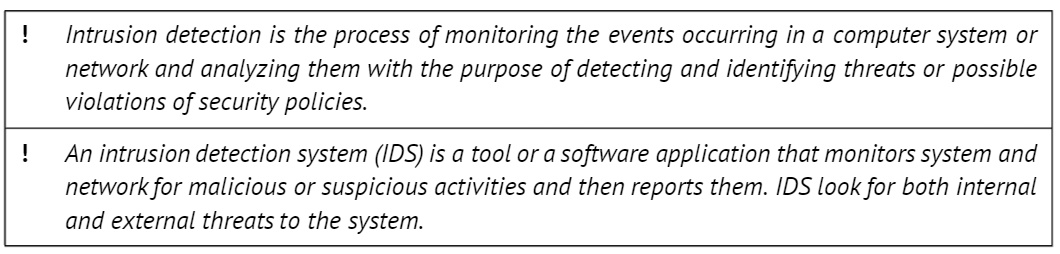 ! Intrusion detection is the process of monitoring the events occurring in a computer system or
network and analyzing them with the purpose of detecting and identifying threats or possible
violations of security policies.
! An intrusion detection system (IDS) is a tool or a software application that monitors system and
network for malicious or suspicious activities and then reports them. IDS look for both internal
and external threats to the system.